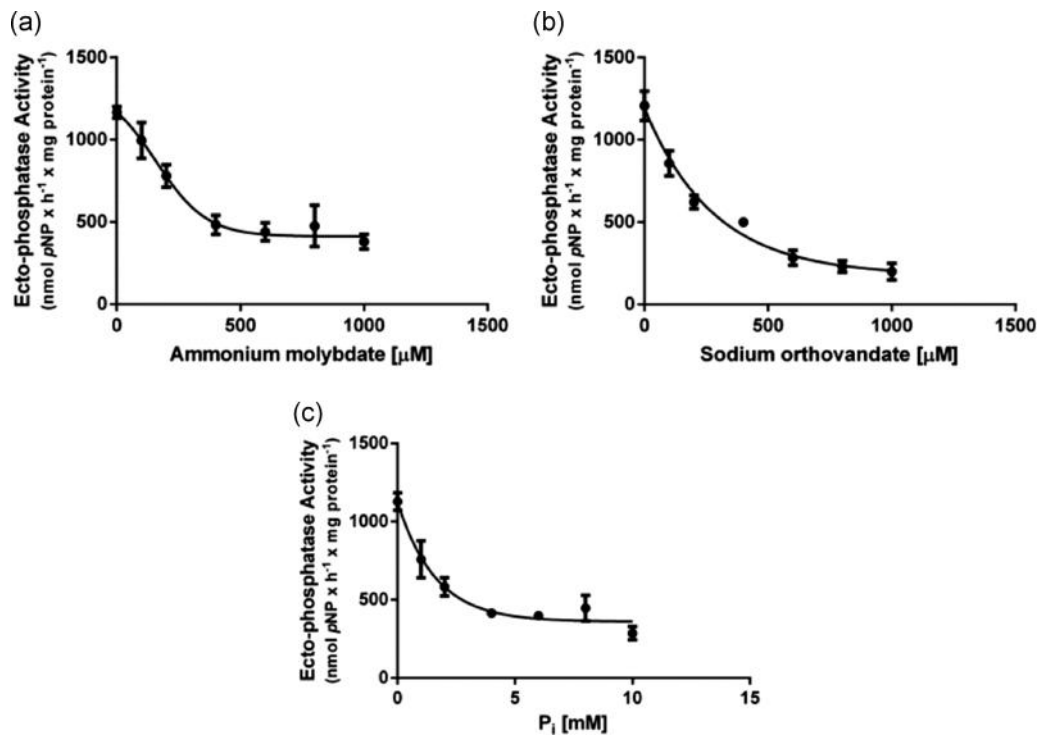 (a)
Ecto-phosphatase Activity
(nmol pNP x h⁻¹ x mg protein⁻¹)
1500
1000
500
0
0 500 1000 1500
Ammonium molybdate [μM]
(b)
Ecto-phosphatase Activity
(nmol pNP x h⁻¹ x mg protein⁻¹)
1500
1000
500
0
0 500 1000 1500
Sodium orthovandate [μM]
(c)
Ecto-phosphatase Activity
(nmol pNP x h⁻¹ x mg protein⁻¹)
1500
1000
500
0
0 5 10 15
Pᵢ [mM]